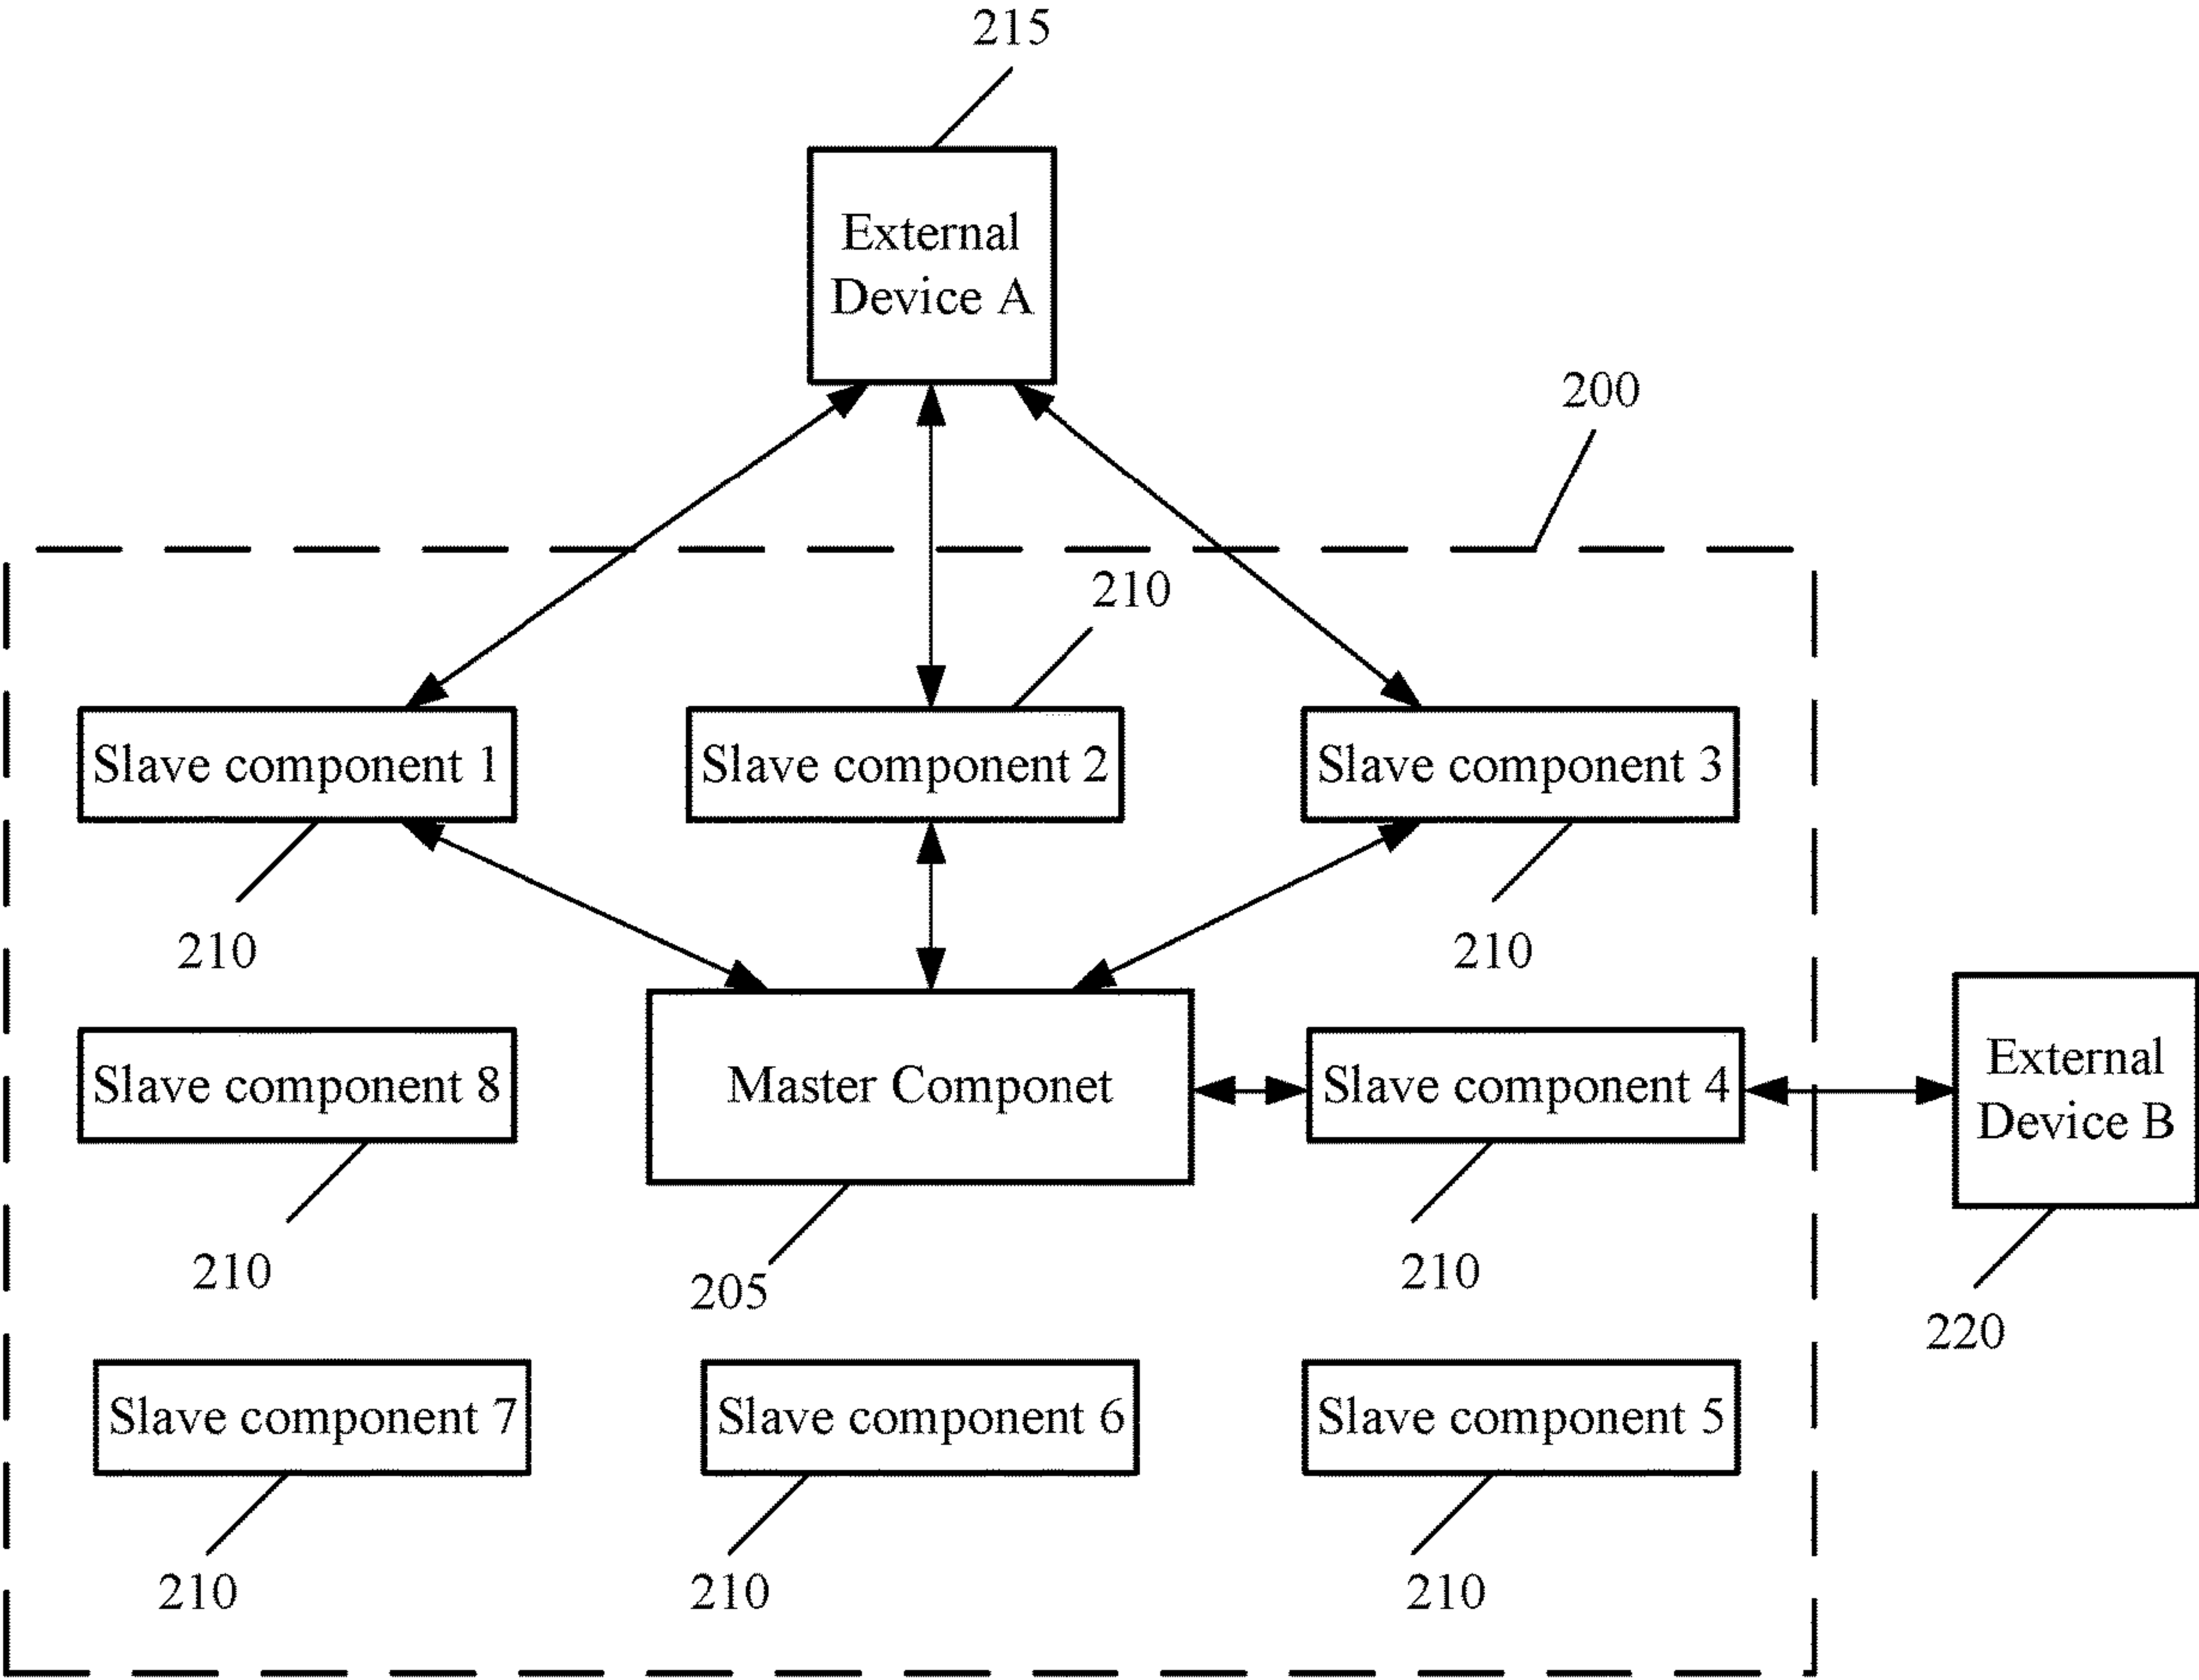 215
External
Device A
200
210
Slave component 1
Slave component 2
Slave component 3
210
210
Slave component 8
Master Componet
Slave component 4
External
Device B
210
205
210
220
Slave component 7
Slave component 6
Slave component 5
210
210
210